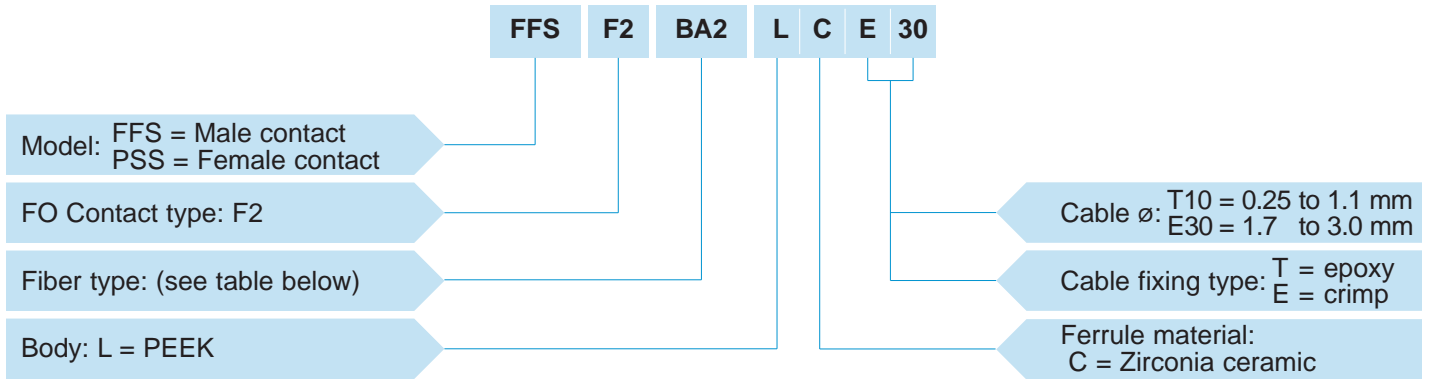 FFS F2 BA2 L C E 30
Model: FFS = Male contact
PSS = Female contact
FO Contact type: F2
Fiber type: (see table below)
Body: L = PEEK
Cable ø: T10 = 0.25 to 1.1 mm
E30 = 1.7 to 3.0 mm
Cable fixing type: T = epoxy
E = crimp
Ferrule material:
C = Zirconia ceramic